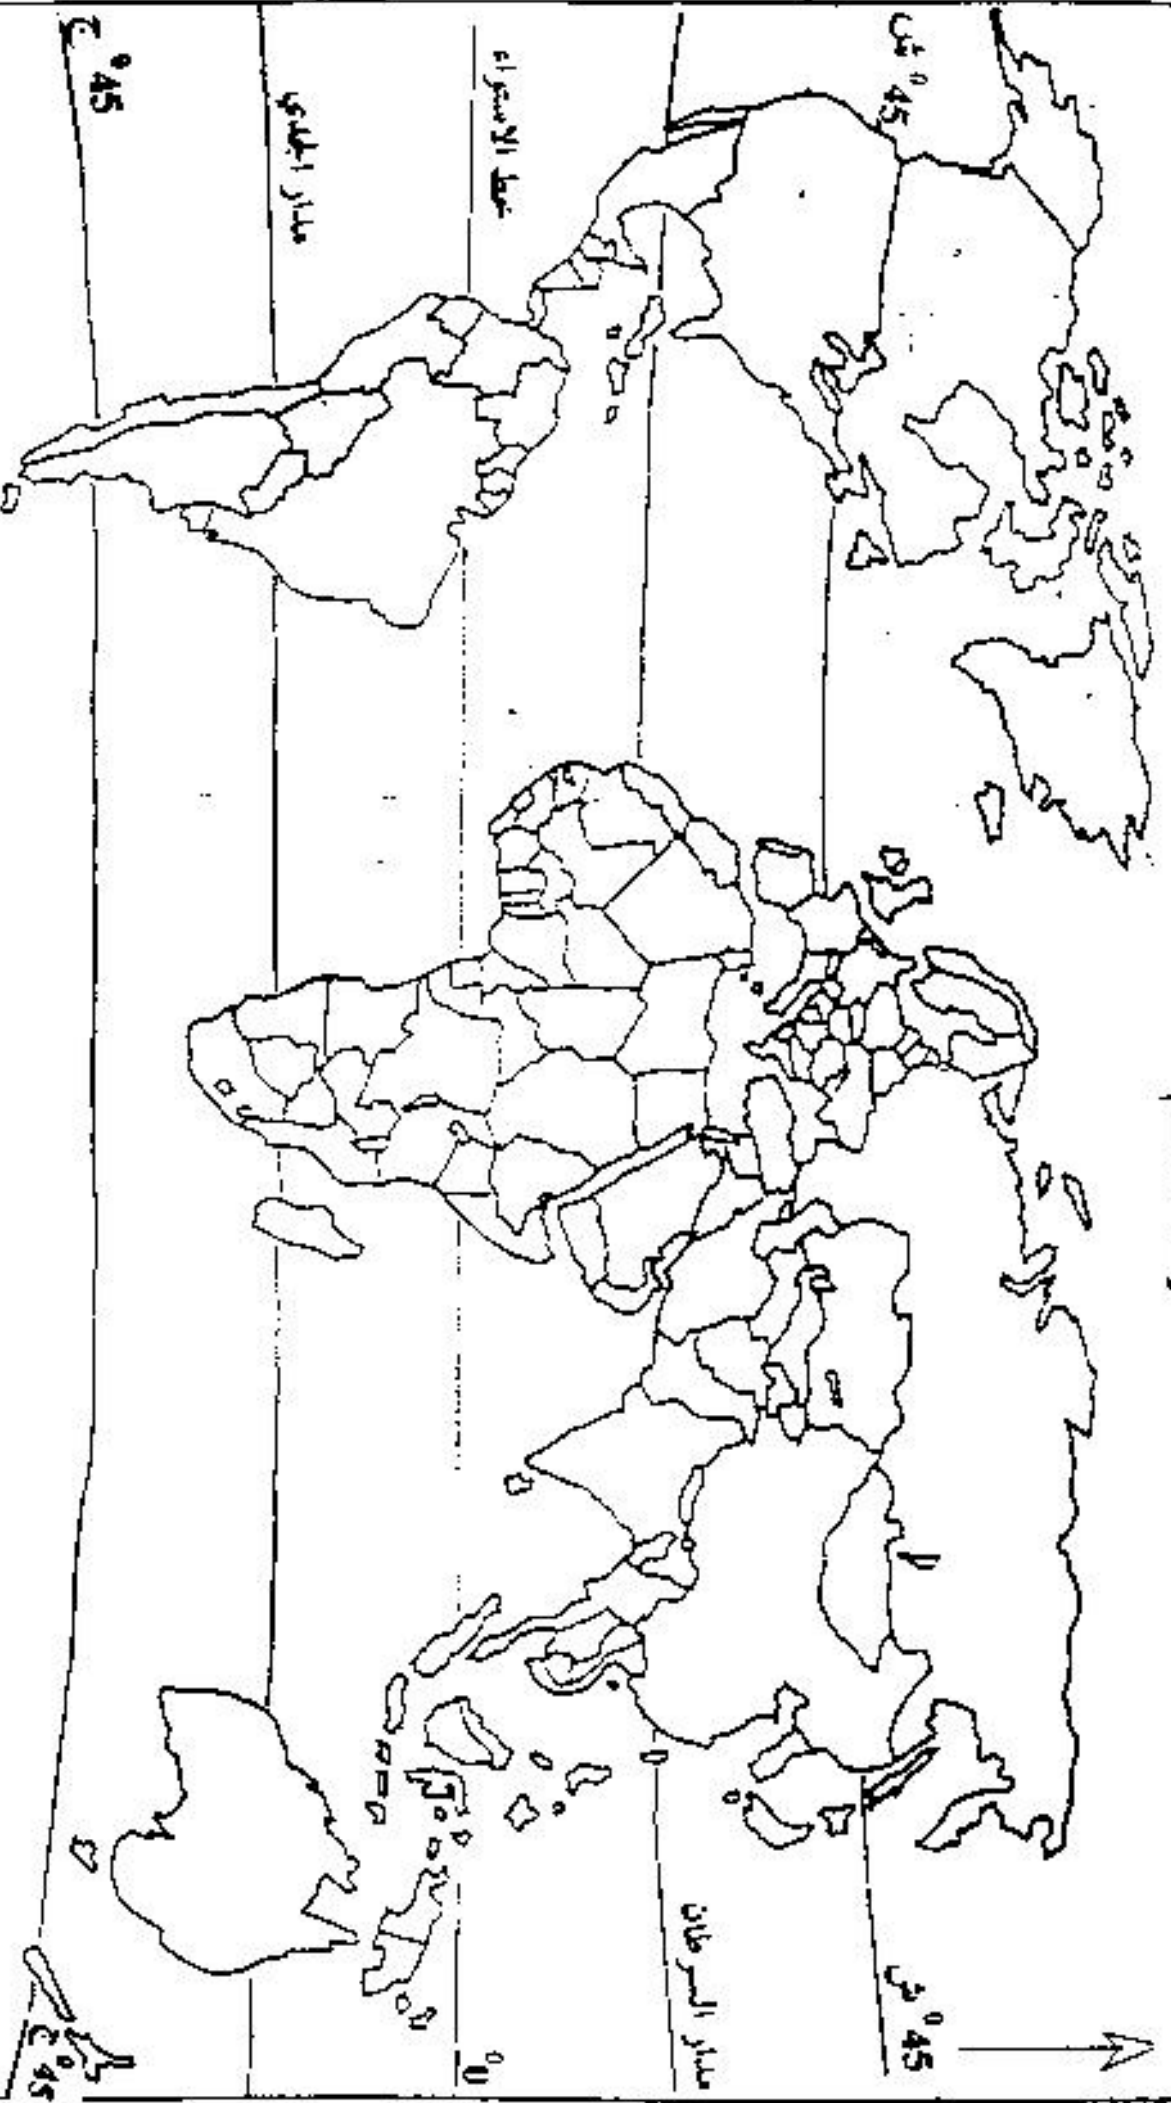 45° ش
45° ش
مدار السرطان
خط الاستواء
0°
مدار الجدي
45° ج
45° ج